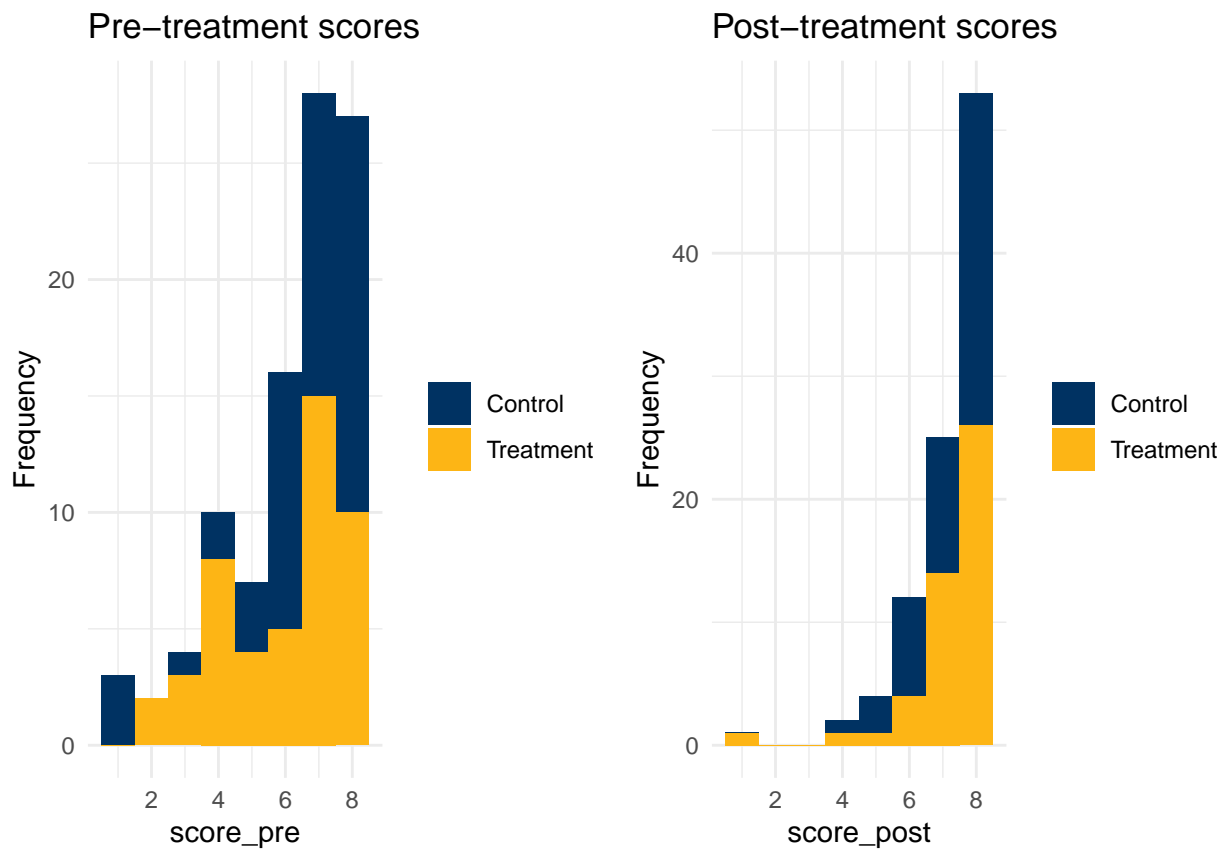 Pre−treatment scores
20
10
0
Frequency
2 4 6 8
score_pre
Control
Treatment
Post−treatment scores
40
20
0
Frequency
2 4 6 8
score_post
Control
Treatment